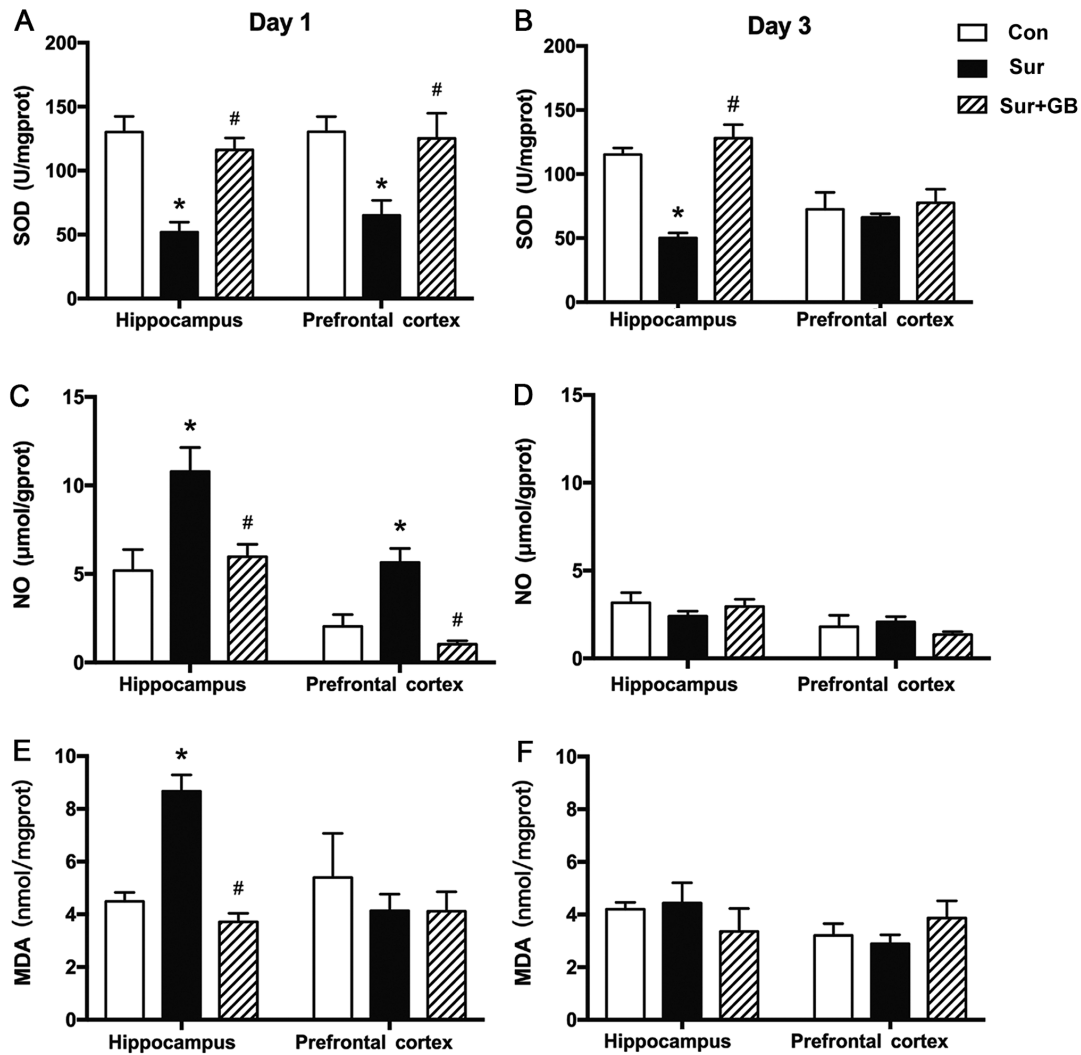 A
Day 1
SOD (U/mgprot)
200
150
100
50
0
*
#
*
#
Hippocampus
Prefrontal cortex
B
Day 3
SOD (U/mgprot)
200
150
100
50
0
*
#
Hippocampus
Prefrontal cortex
Con
Sur
Sur+GB
C
NO (μmol/gprot)
15
10
5
0
*
#
*
#
Hippocampus
Prefrontal cortex
D
NO (μmol/gprot)
15
10
5
0
Hippocampus
Prefrontal cortex
E
MDA (nmol/mgprot)
10
8
6
4
2
0
*
#
Hippocampus
Prefrontal cortex
F
MDA (nmol/mgprot)
10
8
6
4
2
0
Hippocampus
Prefrontal cortex